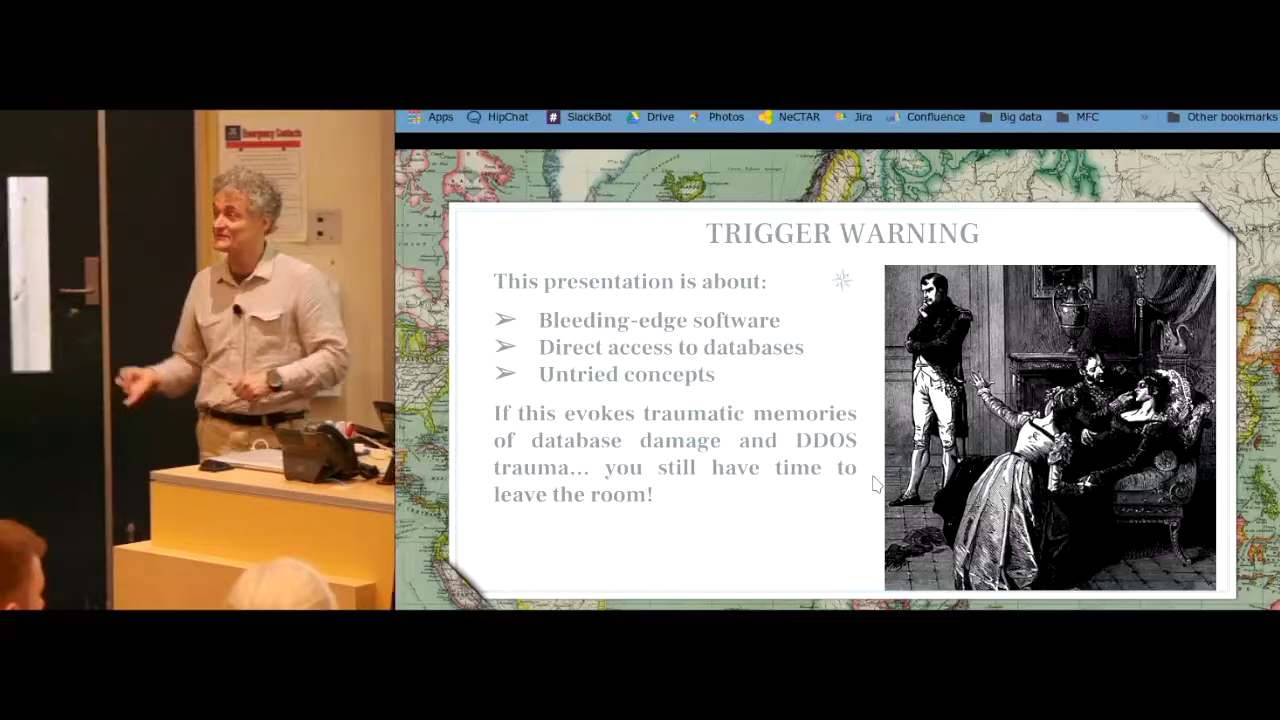 Emergency Contacts
Apps HipChat SlackBot Drive Photos NeCTAR Jira Confluence Big data MFC » Other bookmarks
TRIGGER WARNING
This presentation is about:
➢ Bleeding-edge software
➢ Direct access to databases
➢ Untried concepts
If this evokes traumatic memories
of database damage and DDOS
trauma... you still have time to
leave the room!